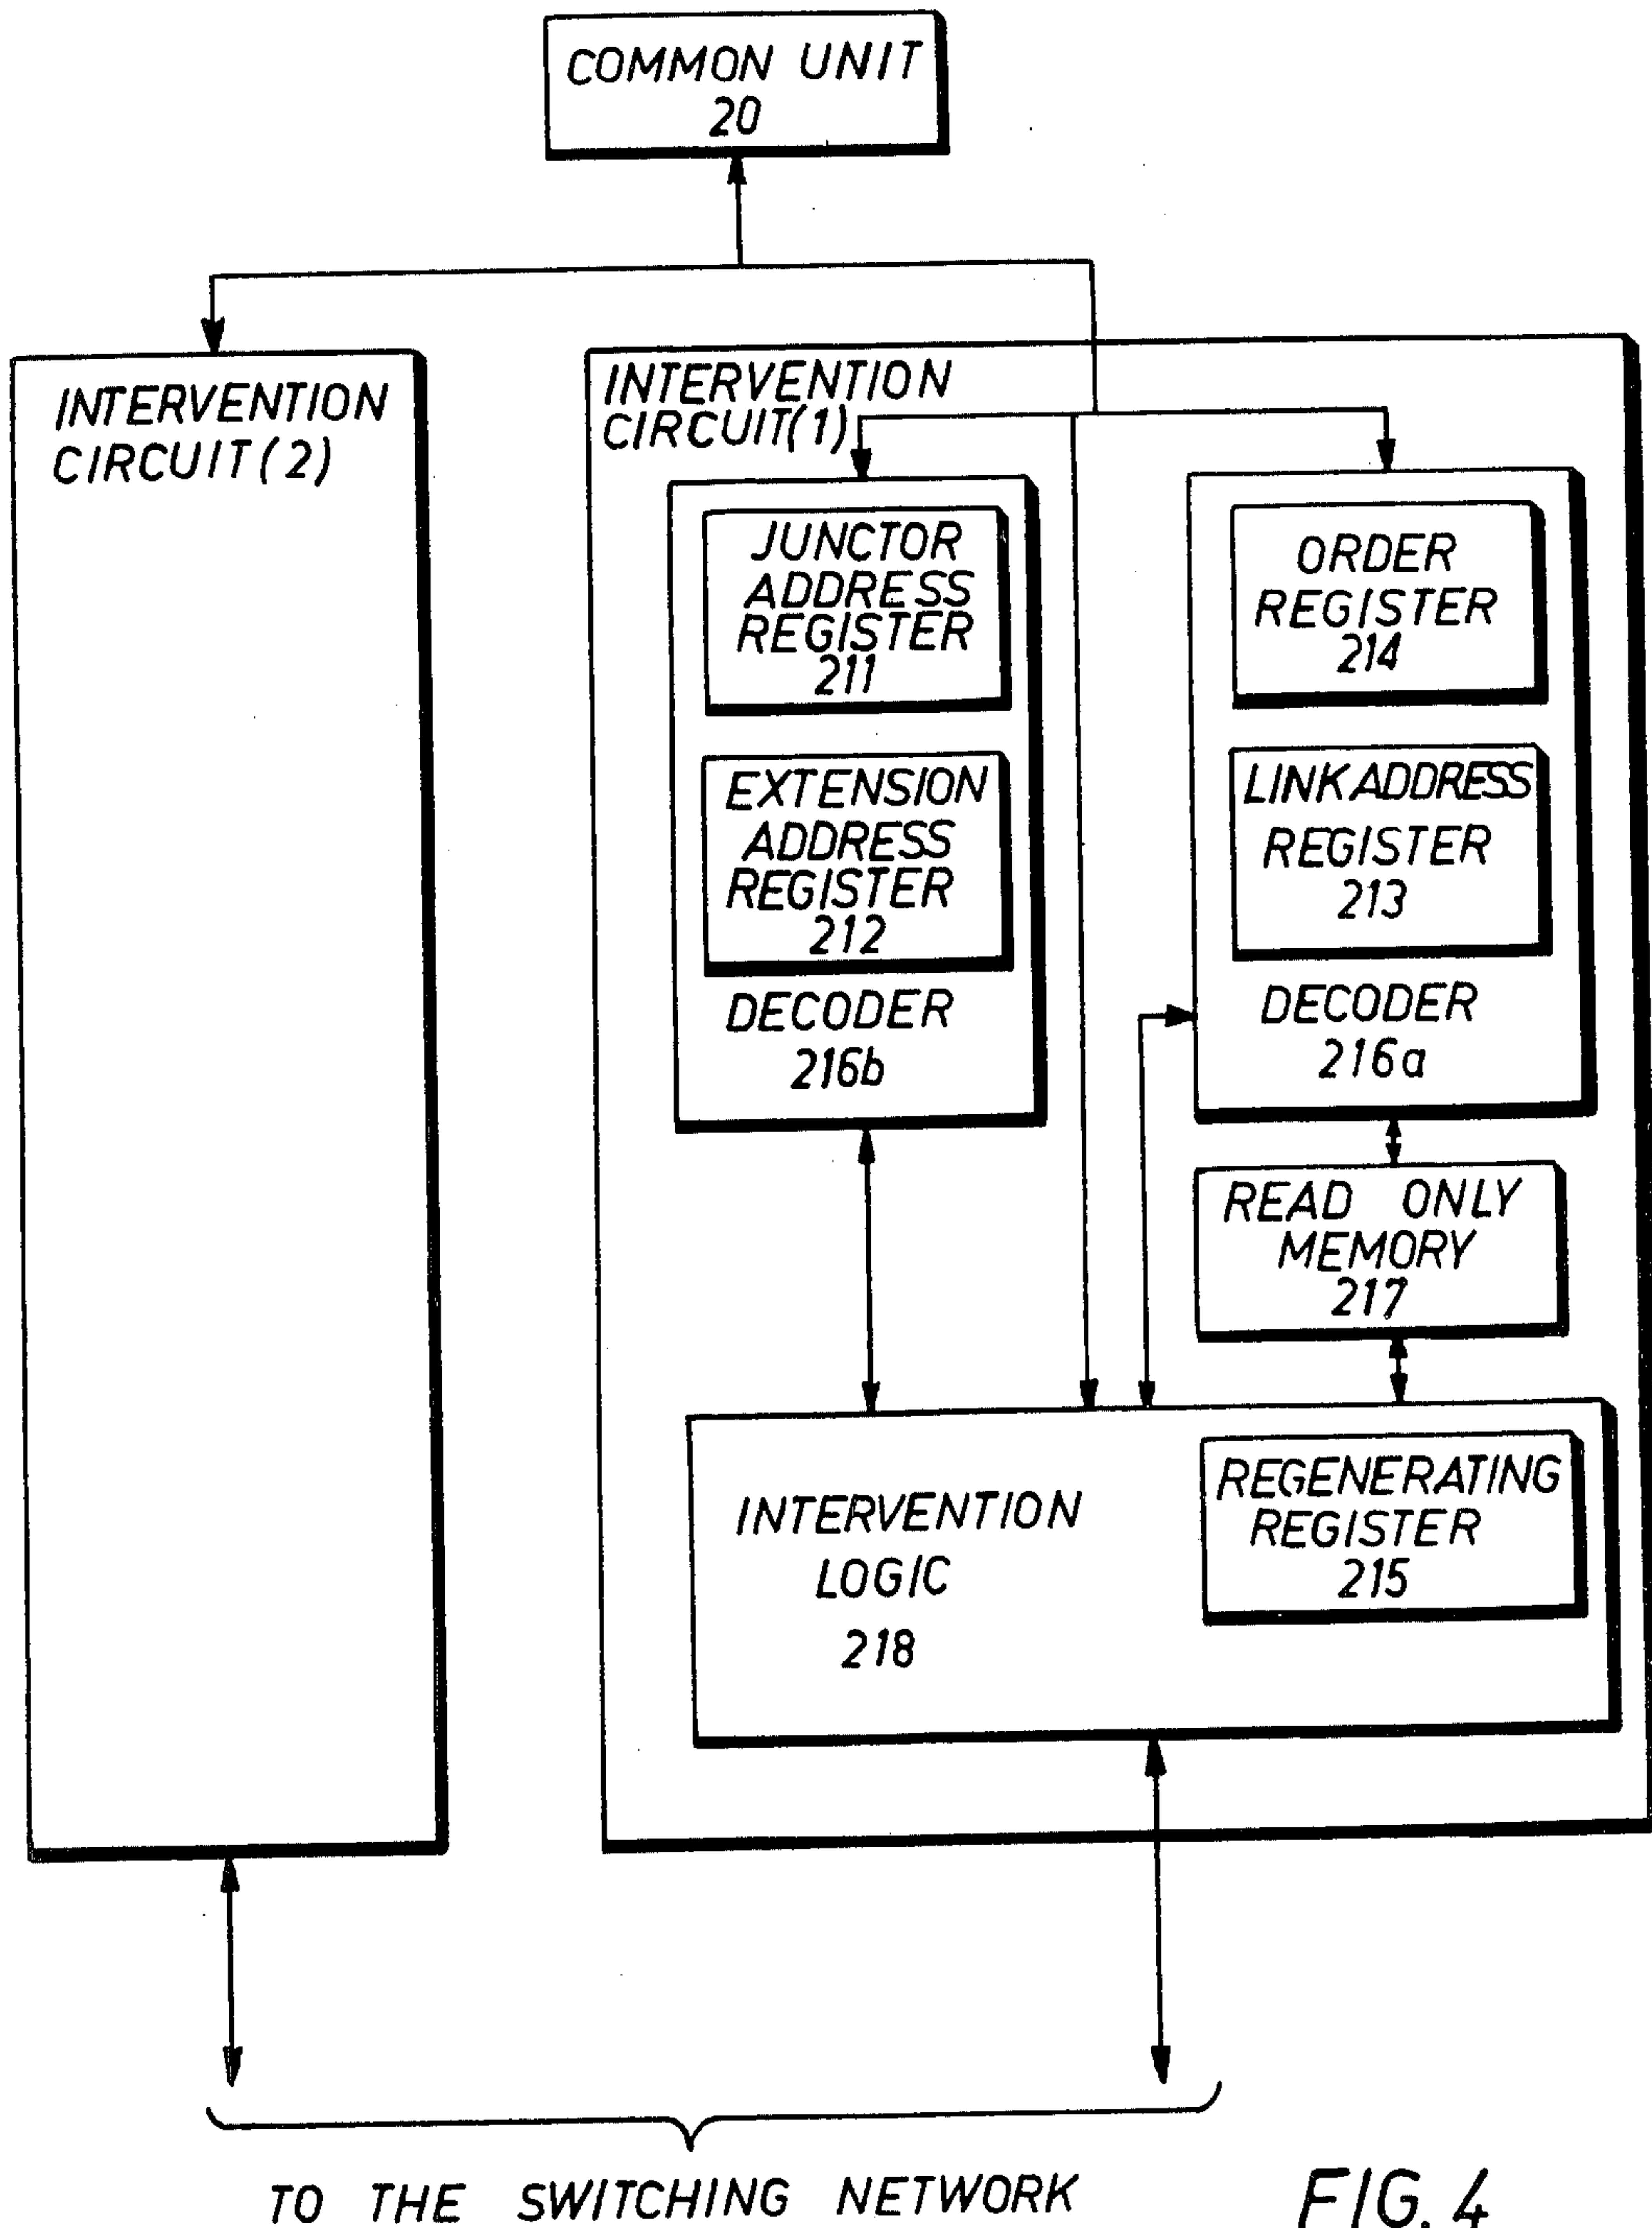 COMMON UNIT
20
INTERVENTION
CIRCUIT(2)
INTERVENTION
CIRCUIT(1)
JUNCTOR
ADDRESS
REGISTER
211
EXTENSION
ADDRESS
REGISTER
212
DECODER
216b
ORDER
REGISTER
214
LINK ADDRESS
REGISTER
213
DECODER
216a
READ ONLY
MEMORY
217
INTERVENTION
LOGIC
218
REGENERATING
REGISTER
215
TO THE SWITCHING NETWORK
FIG. 4